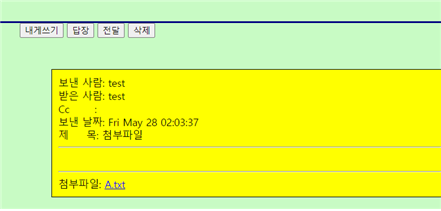 내게쓰기 답장 전달 삭제
보낸 사람: test
받은 사람: test
Cc :
보낸 날짜: Fri May 28 02:03:37
제 목: 첨부파일
첨부파일: A.txt